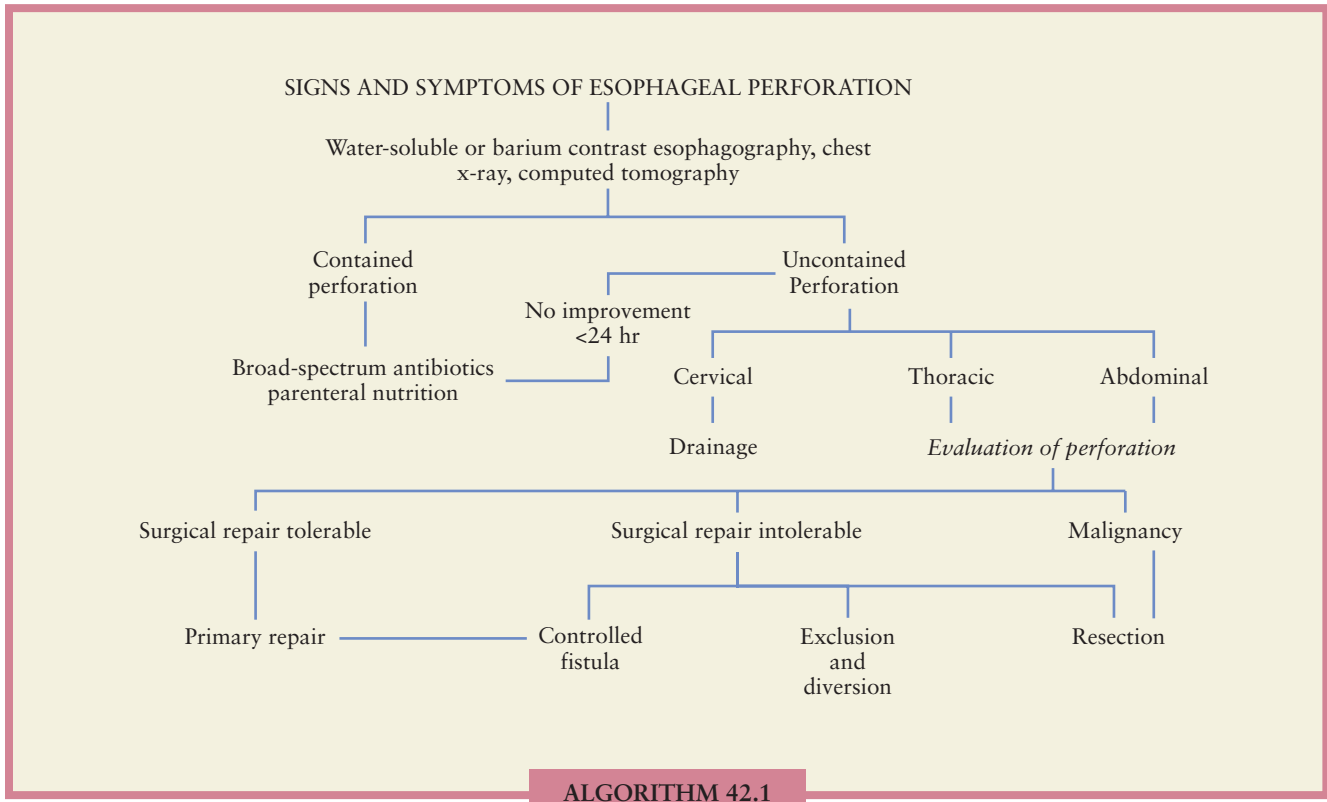 SIGNS AND SYMPTOMS OF ESOPHAGEAL PERFORATION
Water-soluble or barium contrast esophagography, chest
x-ray, computed tomography
Contained
perforation
Uncontained
Perforation
No improvement
<24 hr
Broad-spectrum antibiotics
parenteral nutrition
Cervical
Thoracic
Abdominal
Drainage
Evaluation of perforation
Surgical repair tolerable
Surgical repair intolerable
Malignancy
Primary repair
Controlled
fistula
Exclusion
and
diversion
Resection
ALGORITHM 42.1